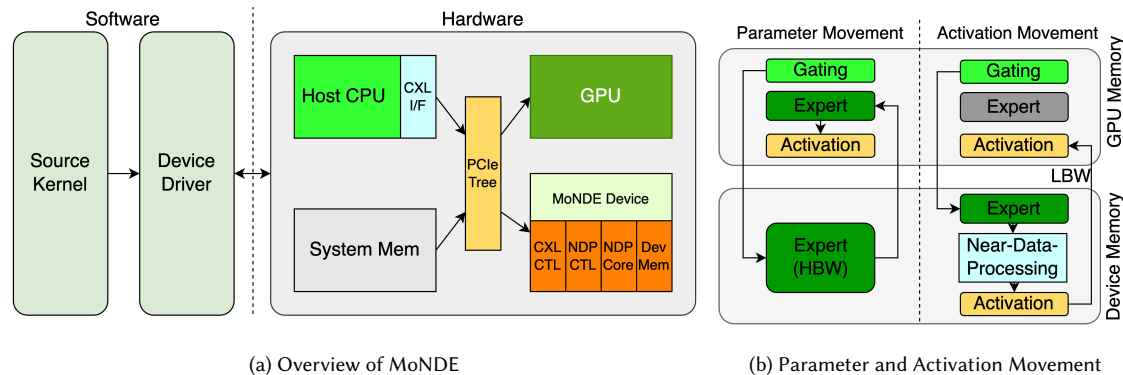 Software
Hardware
Source
Kernel
Device
Driver
Host CPU
CXL
I/F
System Mem
PCIe
Tree
GPU
MoNDE Device
CXL
CTL
NDP
CTL
NDP
Core
Dev
Mem
(a) Overview of MoNDE
Parameter Movement
Activation Movement
Gating
Expert
Activation
Expert
(HBW)
Gating
Expert
Activation
LBW
Expert
Near-Data-
Processing
Activation
GPU Memory
Device Memory
(b) Parameter and Activation Movement